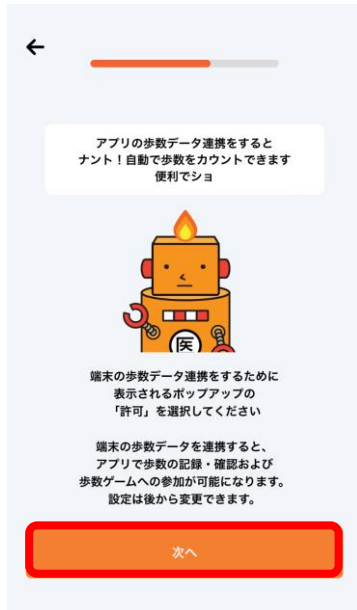 アプリの歩数データ連携をすると
ナント！自動で歩数をカウントできます
便利でショ
医
端末の歩数データ連携をするために
表示されるポップアップの
「許可」を選択してください
端末の歩数データを連携すると、
アプリで歩数の記録・確認および
歩数ゲームへの参加が可能になります。
設定は後から変更できます。
次へ